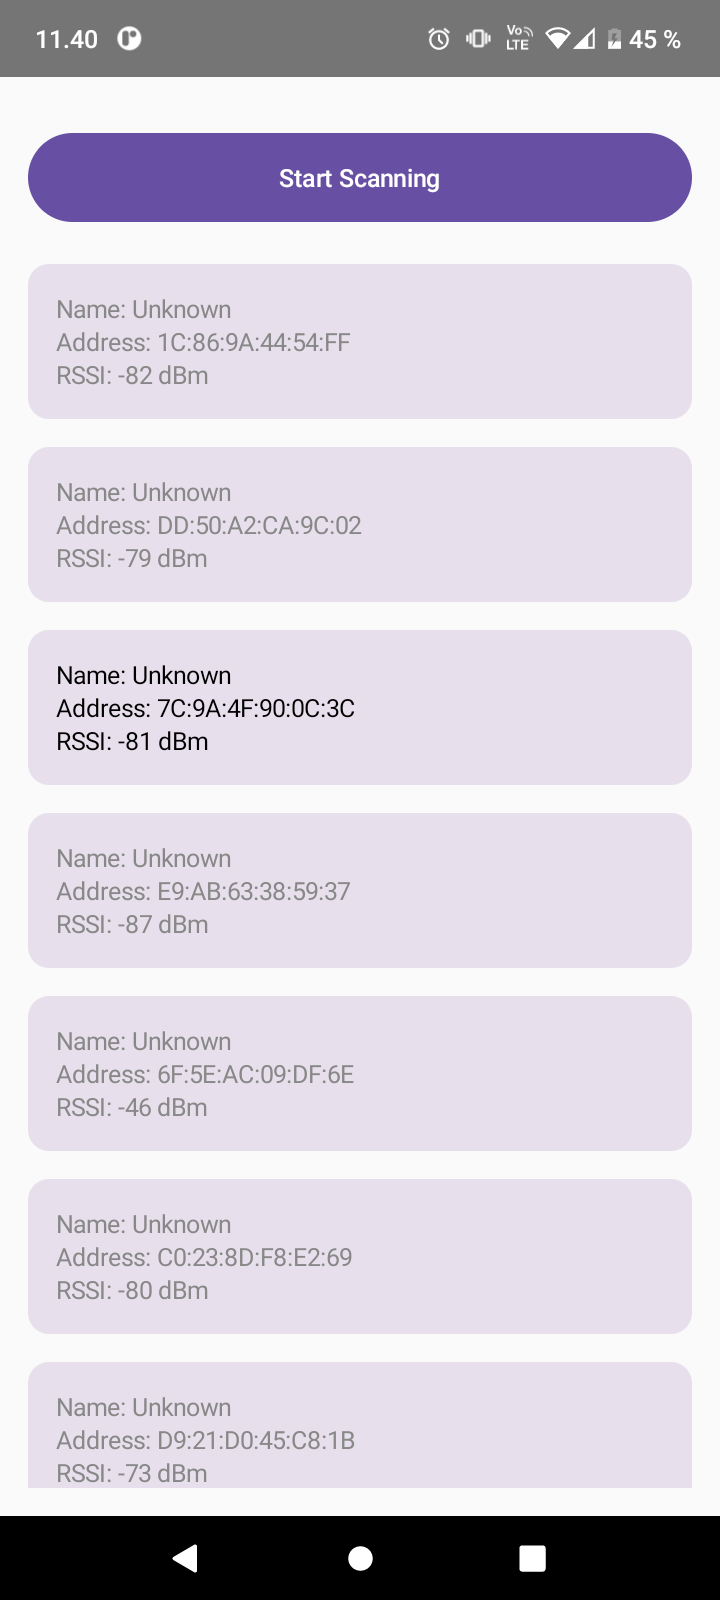 11.40
Vo
LTE
45 %
Start Scanning
Name: Unknown
Address: 1C:86:9A:44:54:FF
RSSI: -82 dBm
Name: Unknown
Address: DD:50:A2:CA:9C:02
RSSI: -79 dBm
Name: Unknown
Address: 7C:9A:4F:90:0C:3C
RSSI: -81 dBm
Name: Unknown
Address: E9:AB:63:38:59:37
RSSI: -87 dBm
Name: Unknown
Address: 6F:5E:AC:09:DF:6E
RSSI: -46 dBm
Name: Unknown
Address: C0:23:8D:F8:E2:69
RSSI: -80 dBm
Name: Unknown
Address: D9:21:D0:45:C8:1B
RSSI: -73 dBm